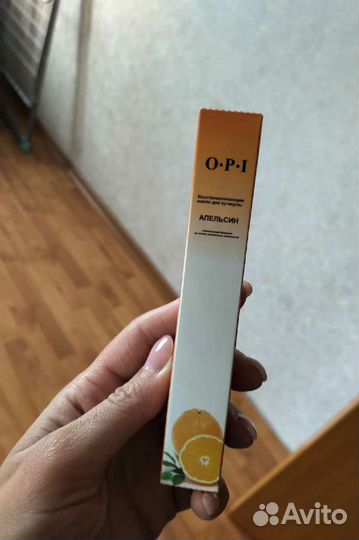 O·P·I
Восстанавливающее
масло для кутикулы
АПЕЛЬСИН
Avito